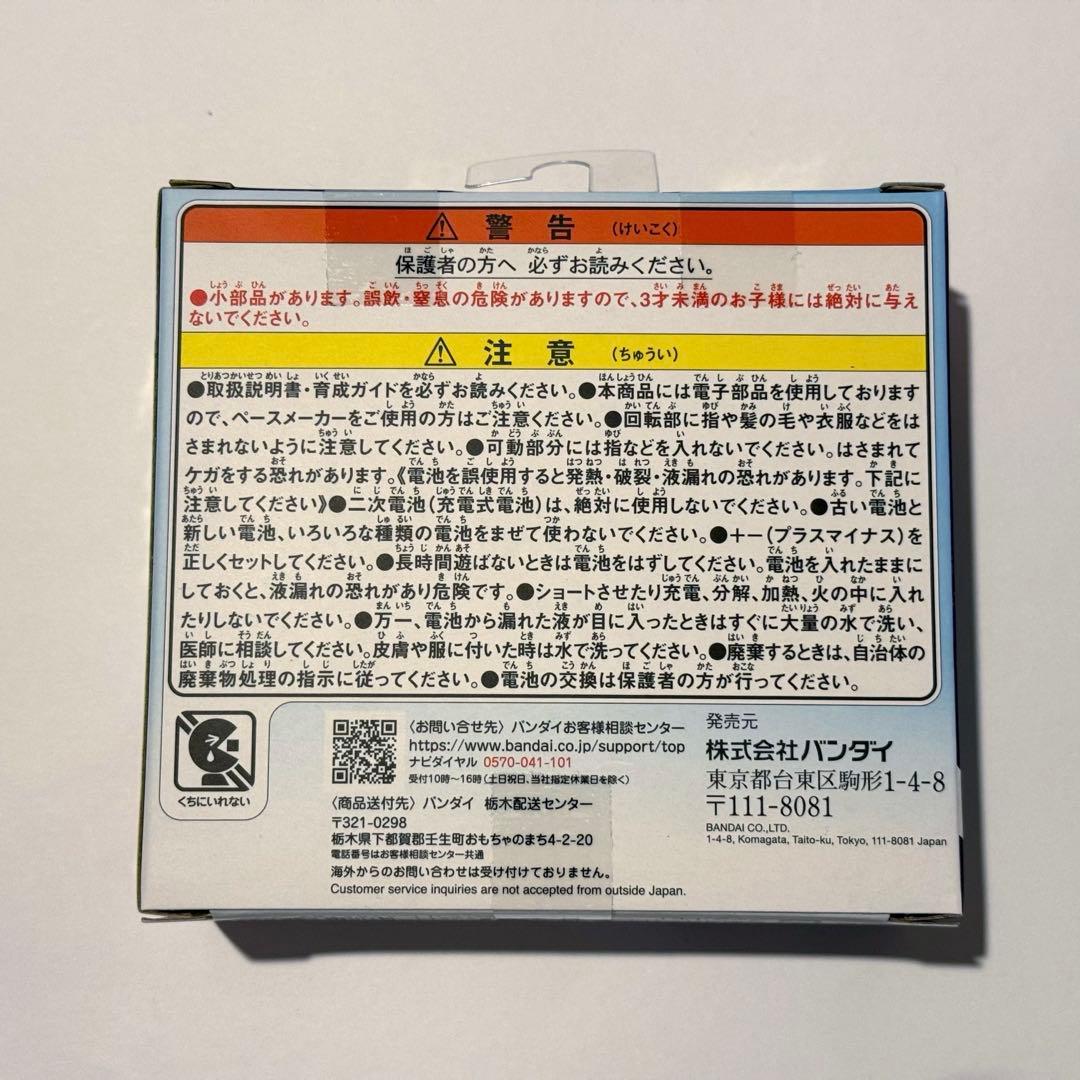 ⚠ 警告 (けいこく)
保護者の方へ 必ずお読みください。
●小部品があります。誤飲・窒息の危険がありますので、3才未満のお子様には絶対に与え
ないでください。
⚠ 注意 (ちゅうい)
●取扱説明書・育成ガイドを必ずお読みください。●本商品には電子部品を使用しております
ので、ペースメーカーをご使用の方はご注意ください。●回転部に指や髪の毛や衣服などをは
さまれないように注意してください。●可動部分には指などを入れないでください。はさまれて
ケガをする恐れがあります。《電池を誤使用すると発熱・破裂・液漏れの恐れがあります。下記に
注意してください》●二次電池(充電式電池)は、絶対に使用しないでください。●古い電池と
新しい電池、いろいろな種類の電池をまぜて使わないでください。●+-(プラスマイナス)を
正しくセットしてください。●長時間遊ばないときは電池をはずしてください。電池を入れたままに
しておくと、液漏れの恐れがあり危険です。●ショートさせたり充電、分解、加熱、火の中に入れ
たりしないでください。●万一、電池から漏れた液が目に入ったときはすぐに大量の水で洗い、
医師に相談してください。皮膚や服に付いた時は水で洗ってください。●廃棄するときは、自治体の
廃棄物処理の指示に従ってください。●電池の交換は保護者の方が行ってください。
くちにいれない
〈お問い合せ先〉バンダイお客様相談センター
https://www.bandai.co.jp/support/top
ナビダイヤル 0570-041-101
受付10時〜16時(土日祝日、当社指定休業日を除く)
〈商品送付先〉バンダイ 栃木配送センター
〒321-0298
栃木県下都賀郡壬生町おもちゃのまち4-2-20
電話番号はお客様相談センター共通
海外からのお問い合わせは受け付けておりません。
Customer service inquiries are not accepted from outside Japan.
発売元
株式会社バンダイ
東京都台東区駒形1-4-8
〒111-8081
BANDAI CO.,LTD.
1-4-8, Komagata, Taito-ku, Tokyo, 111-8081 Japan